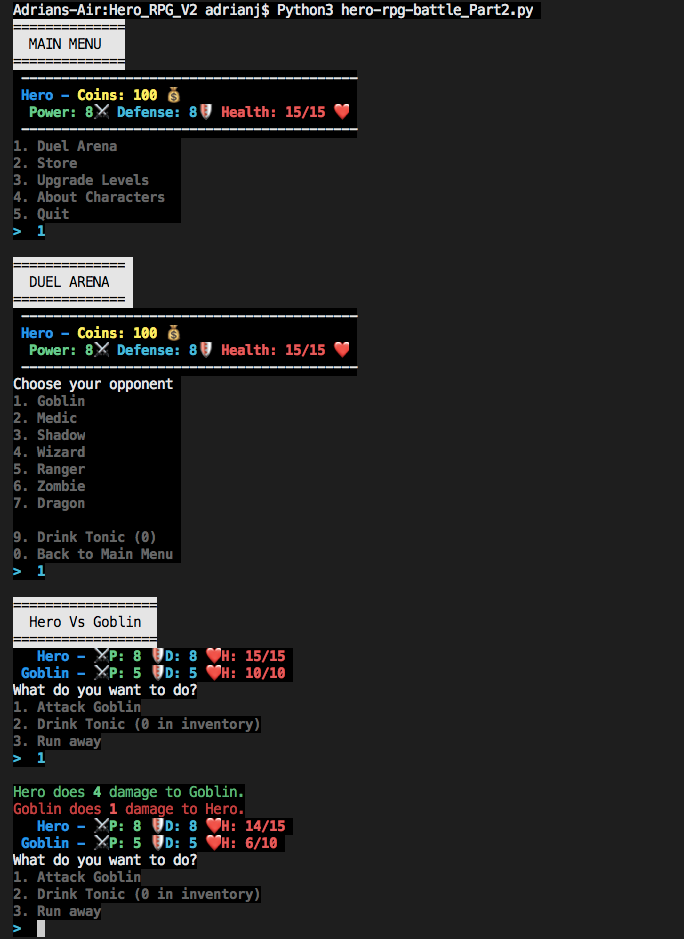 Adrians-Air:Hero_RPG_V2 adrianj$ Python3 hero-rpg-battle_Part2.py
==============
MAIN MENU
==============
------------------------------------------
Hero - Coins: 100 💰
Power: 8⚔ Defense: 8🛡 Health: 15/15 ❤️
------------------------------------------
1. Duel Arena
2. Store
3. Upgrade Levels
4. About Characters
5. Quit
> 1
==============
DUEL ARENA
==============
------------------------------------------
Hero - Coins: 100 💰
Power: 8⚔ Defense: 8🛡 Health: 15/15 ❤️
------------------------------------------
Choose your opponent
1. Goblin
2. Medic
3. Shadow
4. Wizard
5. Ranger
6. Zombie
7. Dragon
9. Drink Tonic (0)
0. Back to Main Menu
> 1
==================
Hero Vs Goblin
==================
Hero - ⚔P: 8 🛡D: 8 ❤️H: 15/15
Goblin - ⚔P: 5 🛡D: 5 ❤️H: 10/10
What do you want to do?
1. Attack Goblin
2. Drink Tonic (0 in inventory)
3. Run away
> 1
Hero does 4 damage to Goblin.
Goblin does 1 damage to Hero.
Hero - ⚔P: 8 🛡D: 8 ❤️H: 14/15
Goblin - ⚔P: 5 🛡D: 5 ❤️H: 6/10
What do you want to do?
1. Attack Goblin
2. Drink Tonic (0 in inventory)
3. Run away
>